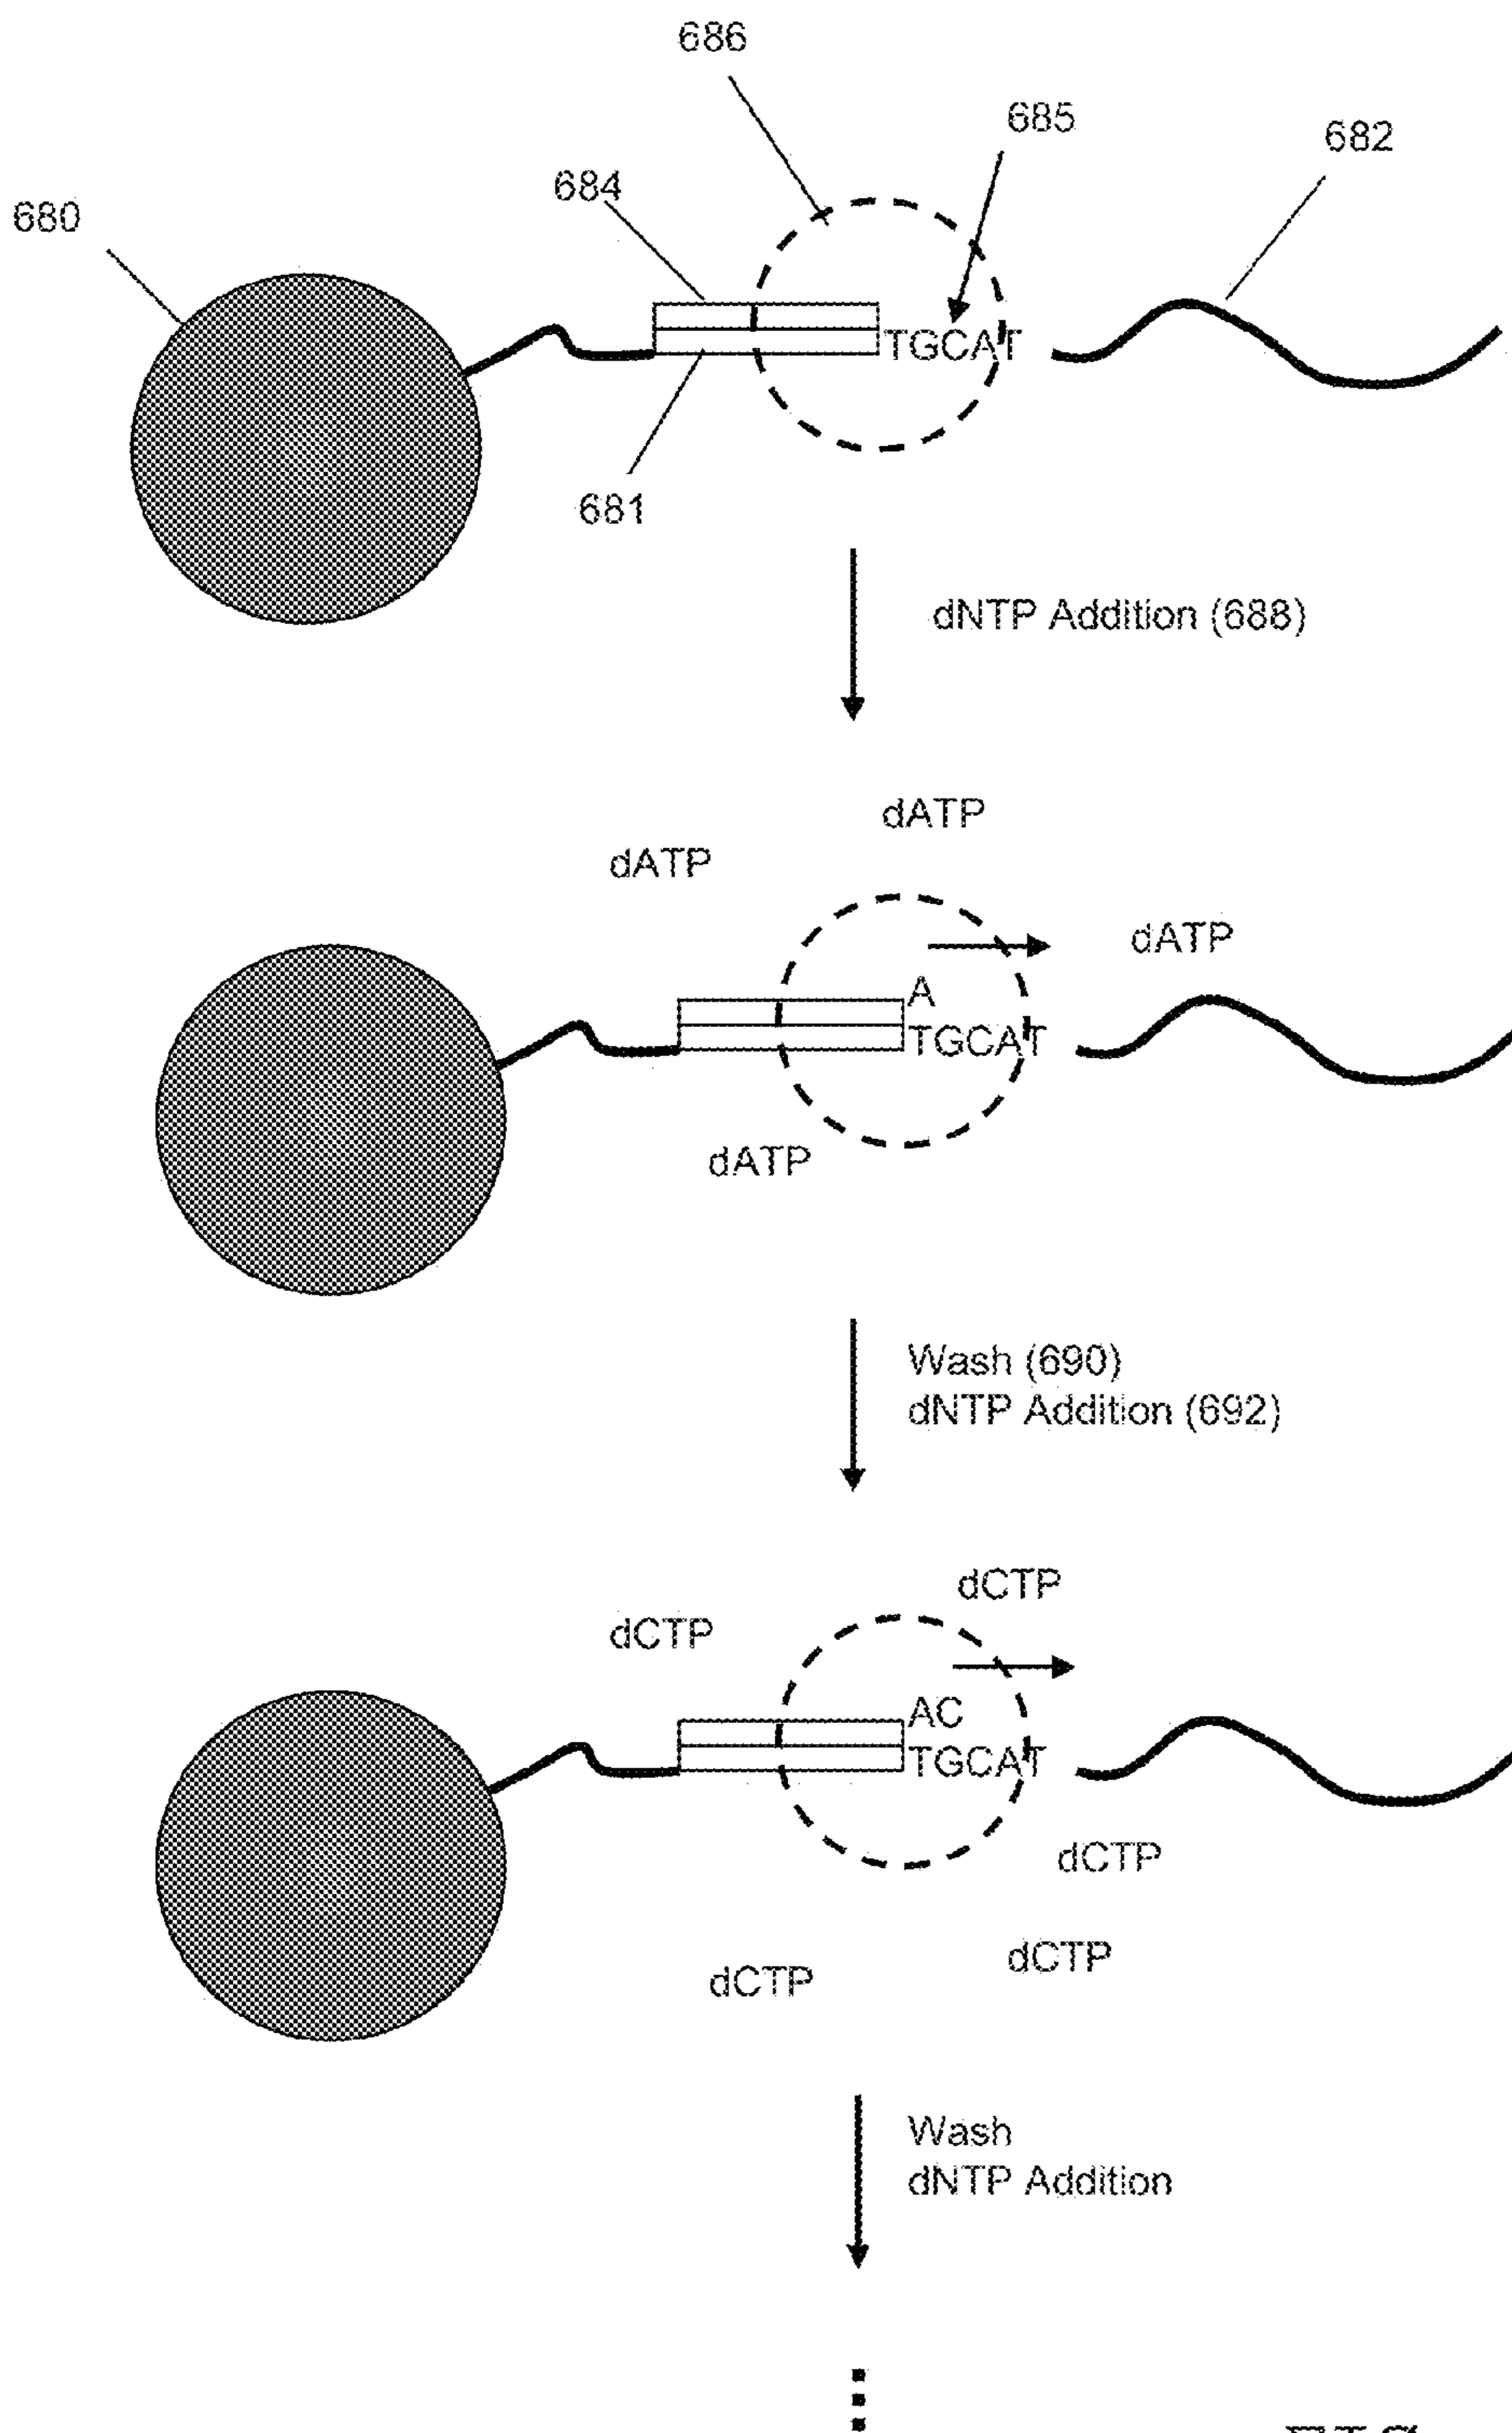 686
685
682
684
680
TGCAT
681
dNTP Addition (688)
dATP
dATP
dATP
A
TGCAT
dATP
Wash (690)
dNTP Addition (692)
dCTP
dCTP
AC
TGCAT
dCTP
dCTP
dCTP
Wash
dNTP Addition